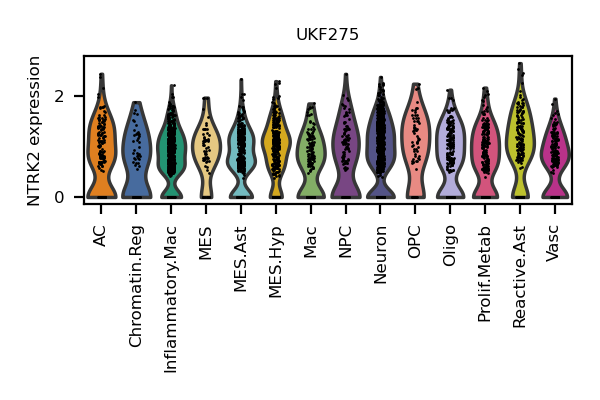 UKF275
NTRK2 expression
2
0
AC
Chromatin.Reg
Inflammatory.Mac
MES
MES.Ast
MES.Hyp
Mac
NPC
Neuron
OPC
Oligo
Prolif.Metab
Reactive.Ast
Vasc